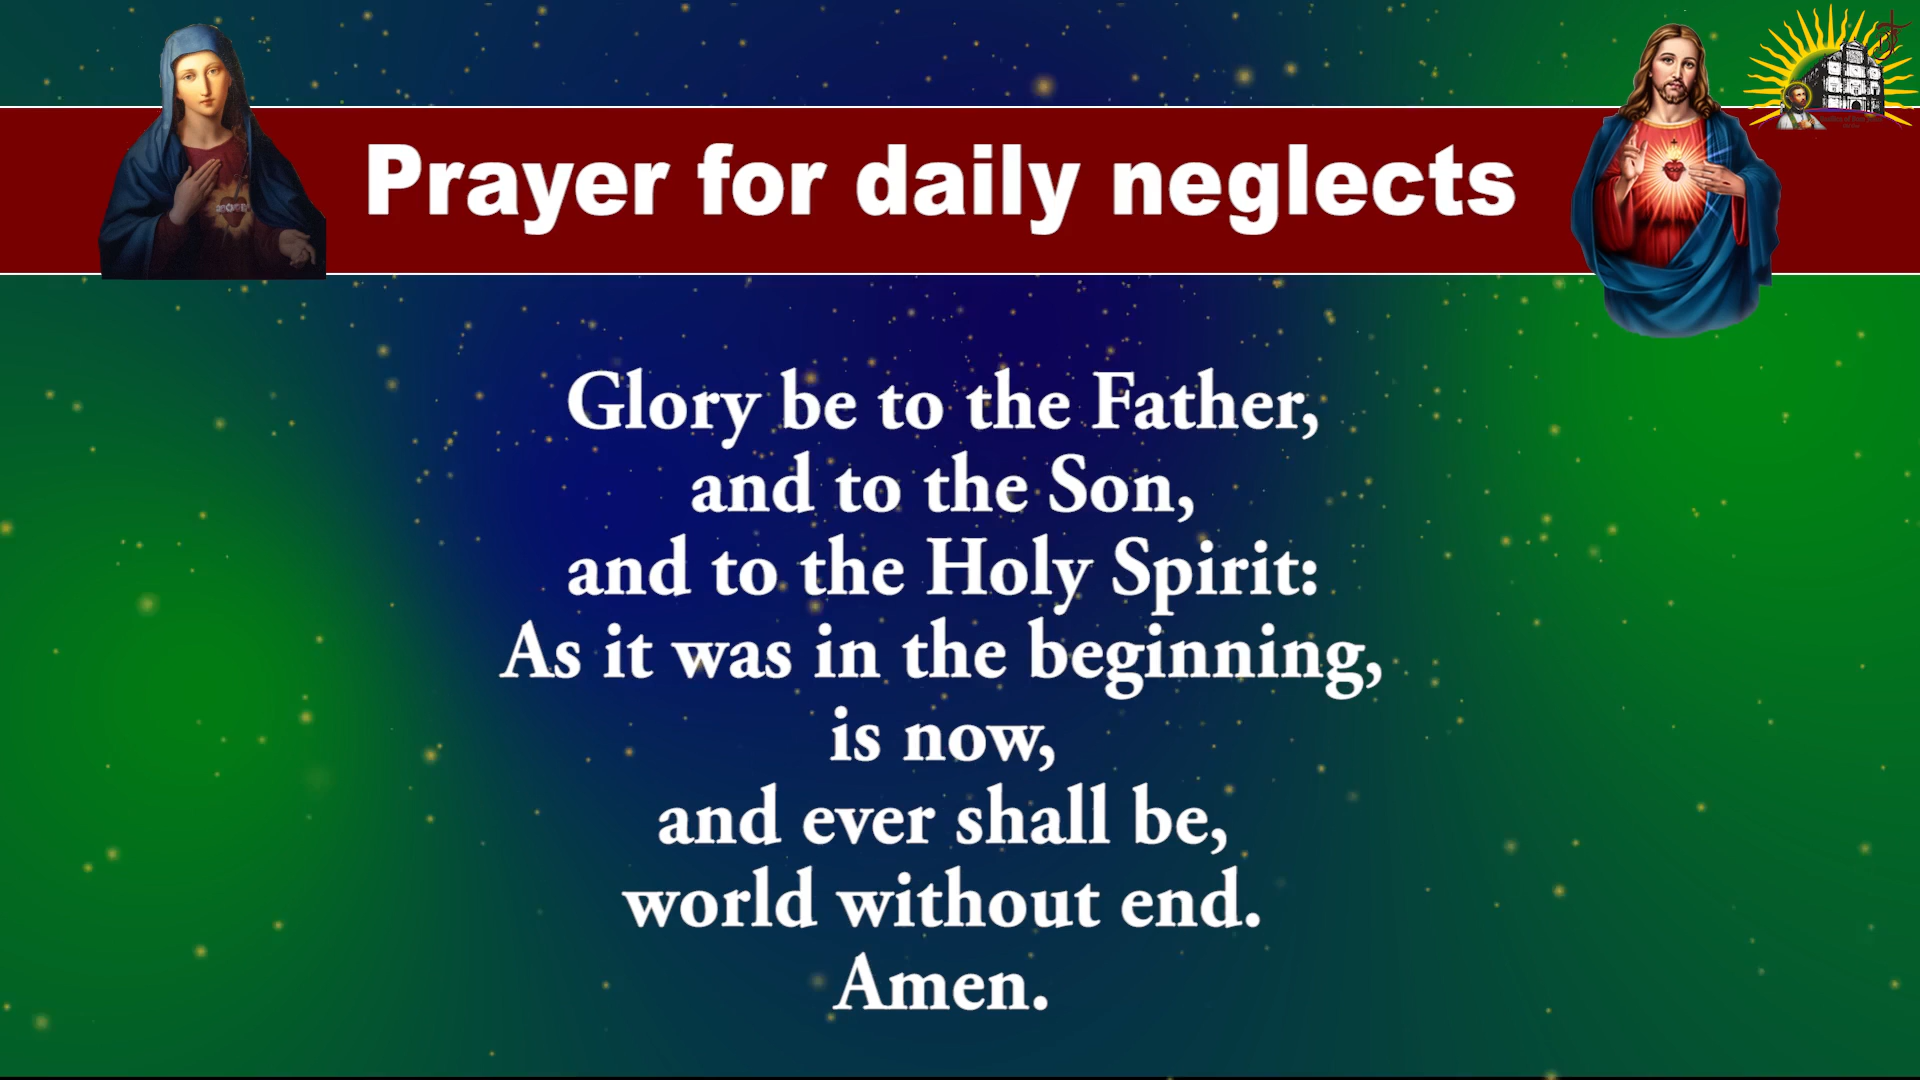 Prayer for daily neglects
Glory be to the Father,
and to the Son,
and to the Holy Spirit:
As it was in the beginning,
is now,
and ever shall be,
world without end.
Amen.